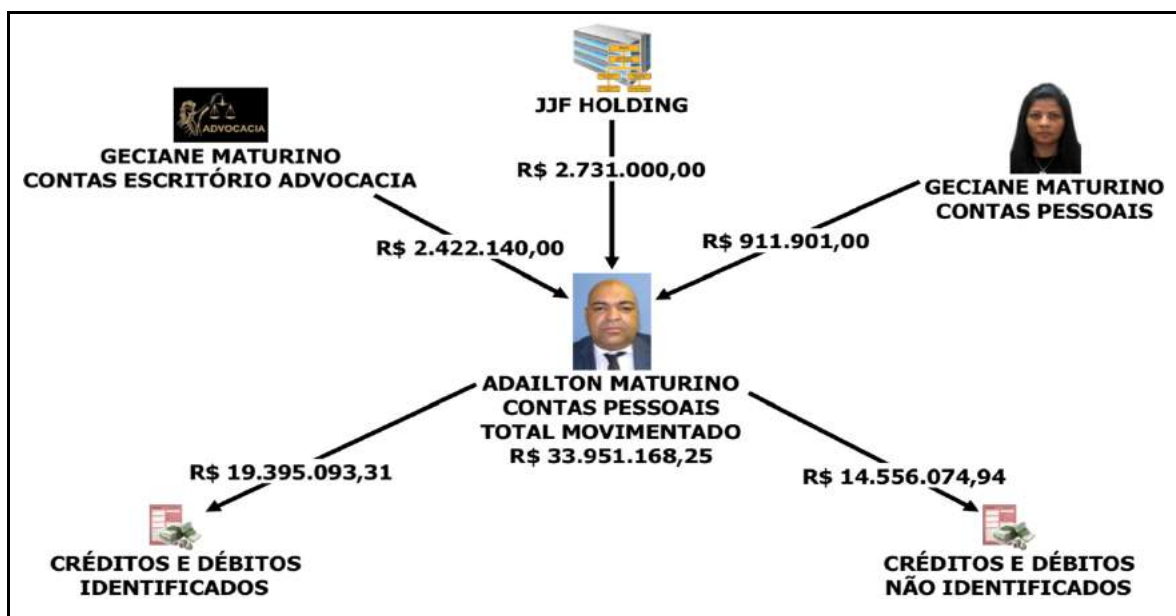 JJF HOLDING
R$ 2.731.000,00
ADVOCACIA
GECIANE MATURINO
CONTAS ESCRITÓRIO ADVOCACIA
R$ 2.422.140,00
GECIANE MATURINO
CONTAS PESSOAIS
R$ 911.901,00
ADAILTON MATURINO
CONTAS PESSOAIS
TOTAL MOVIMENTADO
R$ 33.951.168,25
R$ 19.395.093,31
CRÉDITOS E DÉBITOS
IDENTIFICADOS
R$ 14.556.074,94
CRÉDITOS E DÉBITOS
NÃO IDENTIFICADOS